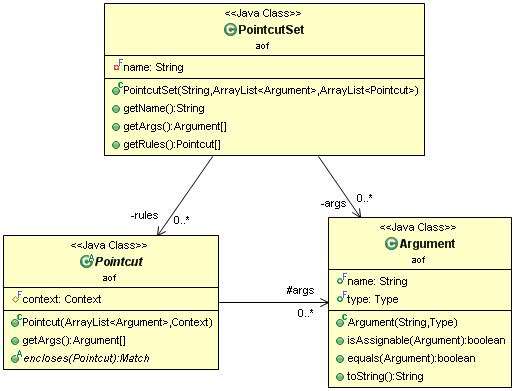 <<Java Class>>
PointcutSet
aof
name: String
PointcutSet(String,ArrayList<Argument>,ArrayList<Pointcut>)
getName():String
getArgs():Argument[]
getRules():Pointcut[]
-rules
0..*
-args
0..*
<<Java Class>>
Pointcut
aof
context: Context
Pointcut(ArrayList<Argument>,Context)
getArgs():Argument[]
encloses(Pointcut):Match
#args
0..*
<<Java Class>>
Argument
aof
name: String
type: Type
Argument(String,Type)
isAssignable(Argument):boolean
equals(Argument):boolean
toString():String